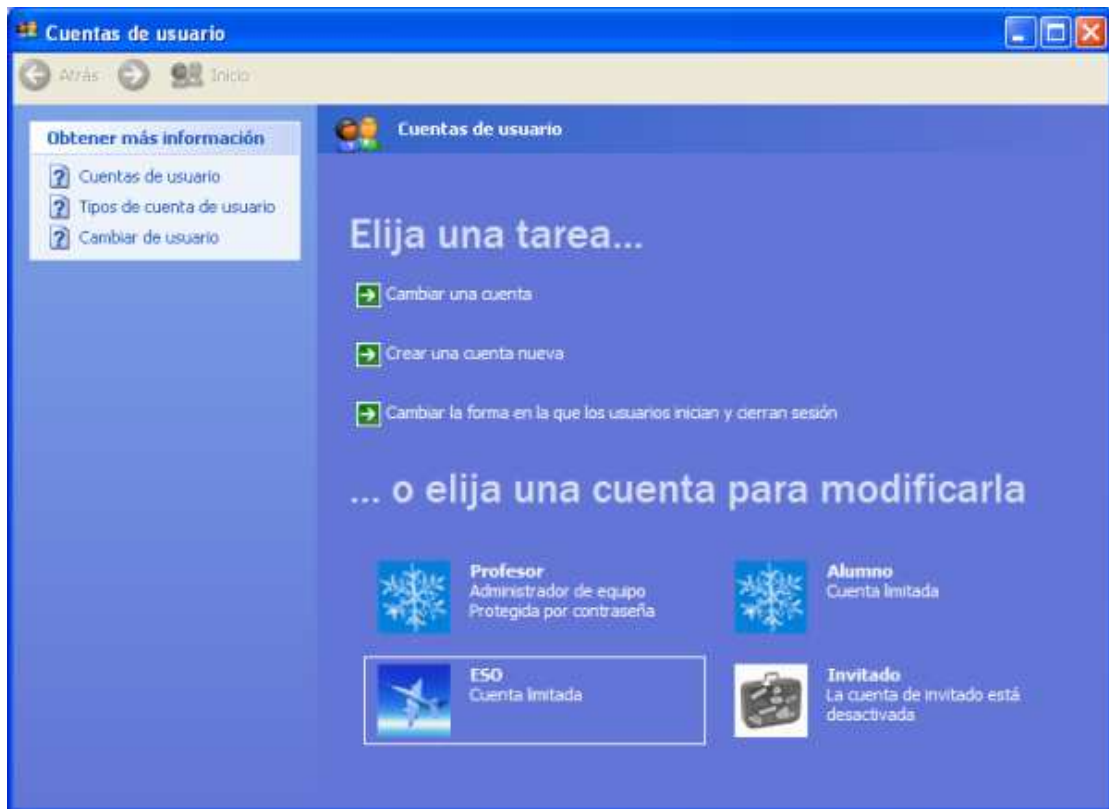 Cuentas de usuario
Atrás
Inicio
Obtener más información
Cuentas de usuario
Tipos de cuenta de usuario
Cambiar de usuario
Cuentas de usuario
Elija una tarea...
Cambiar una cuenta
Crear una cuenta nueva
Cambiar la forma en la que los usuarios inician y cierran sesión
... o elija una cuenta para modificarla
Profesor
Administrador de equipo
Protegida por contraseña
Alumno
Cuenta limitada
ESO
Cuenta limitada
Invitado
La cuenta de invitado está
desactivada